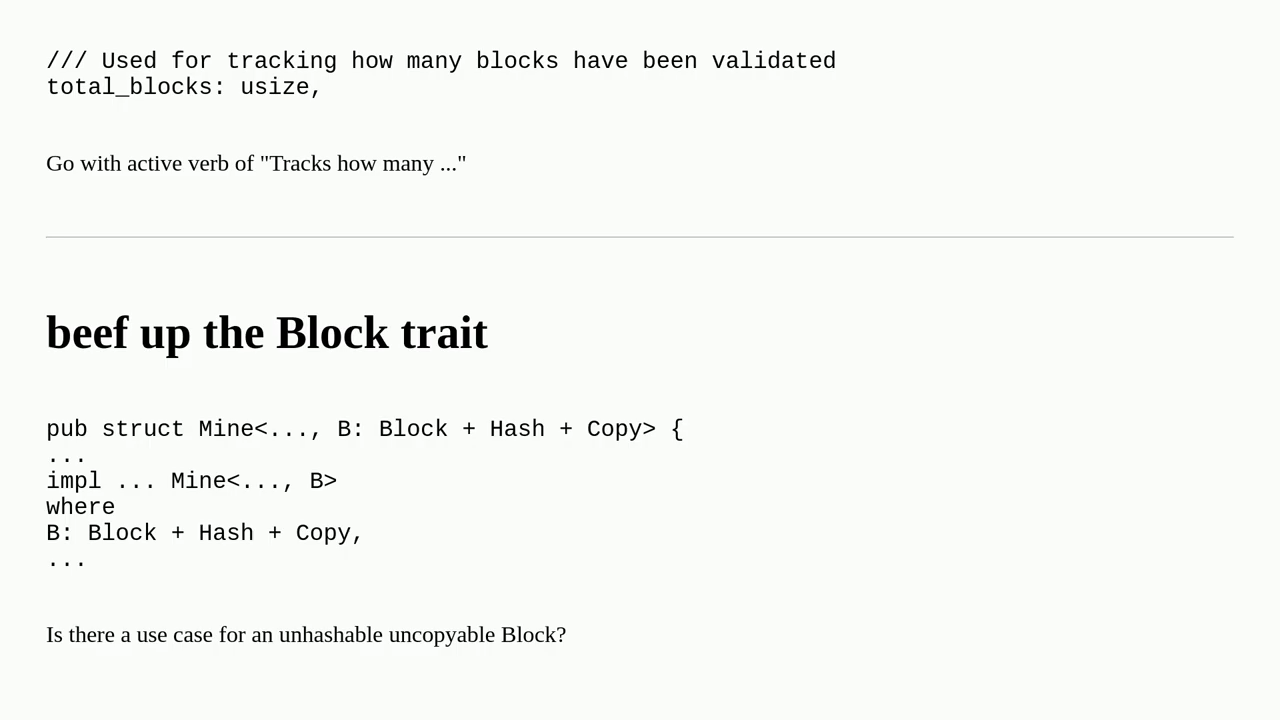 /// Used for tracking how many blocks have been validated
total_blocks: usize,
Go with active verb of "Tracks how many ..."
beef up the Block trait
pub struct Mine<..., B: Block + Hash + Copy> {
...
impl ... Mine<..., B>
where
B: Block + Hash + Copy,
...
Is there a use case for an unhashable uncopyable Block?